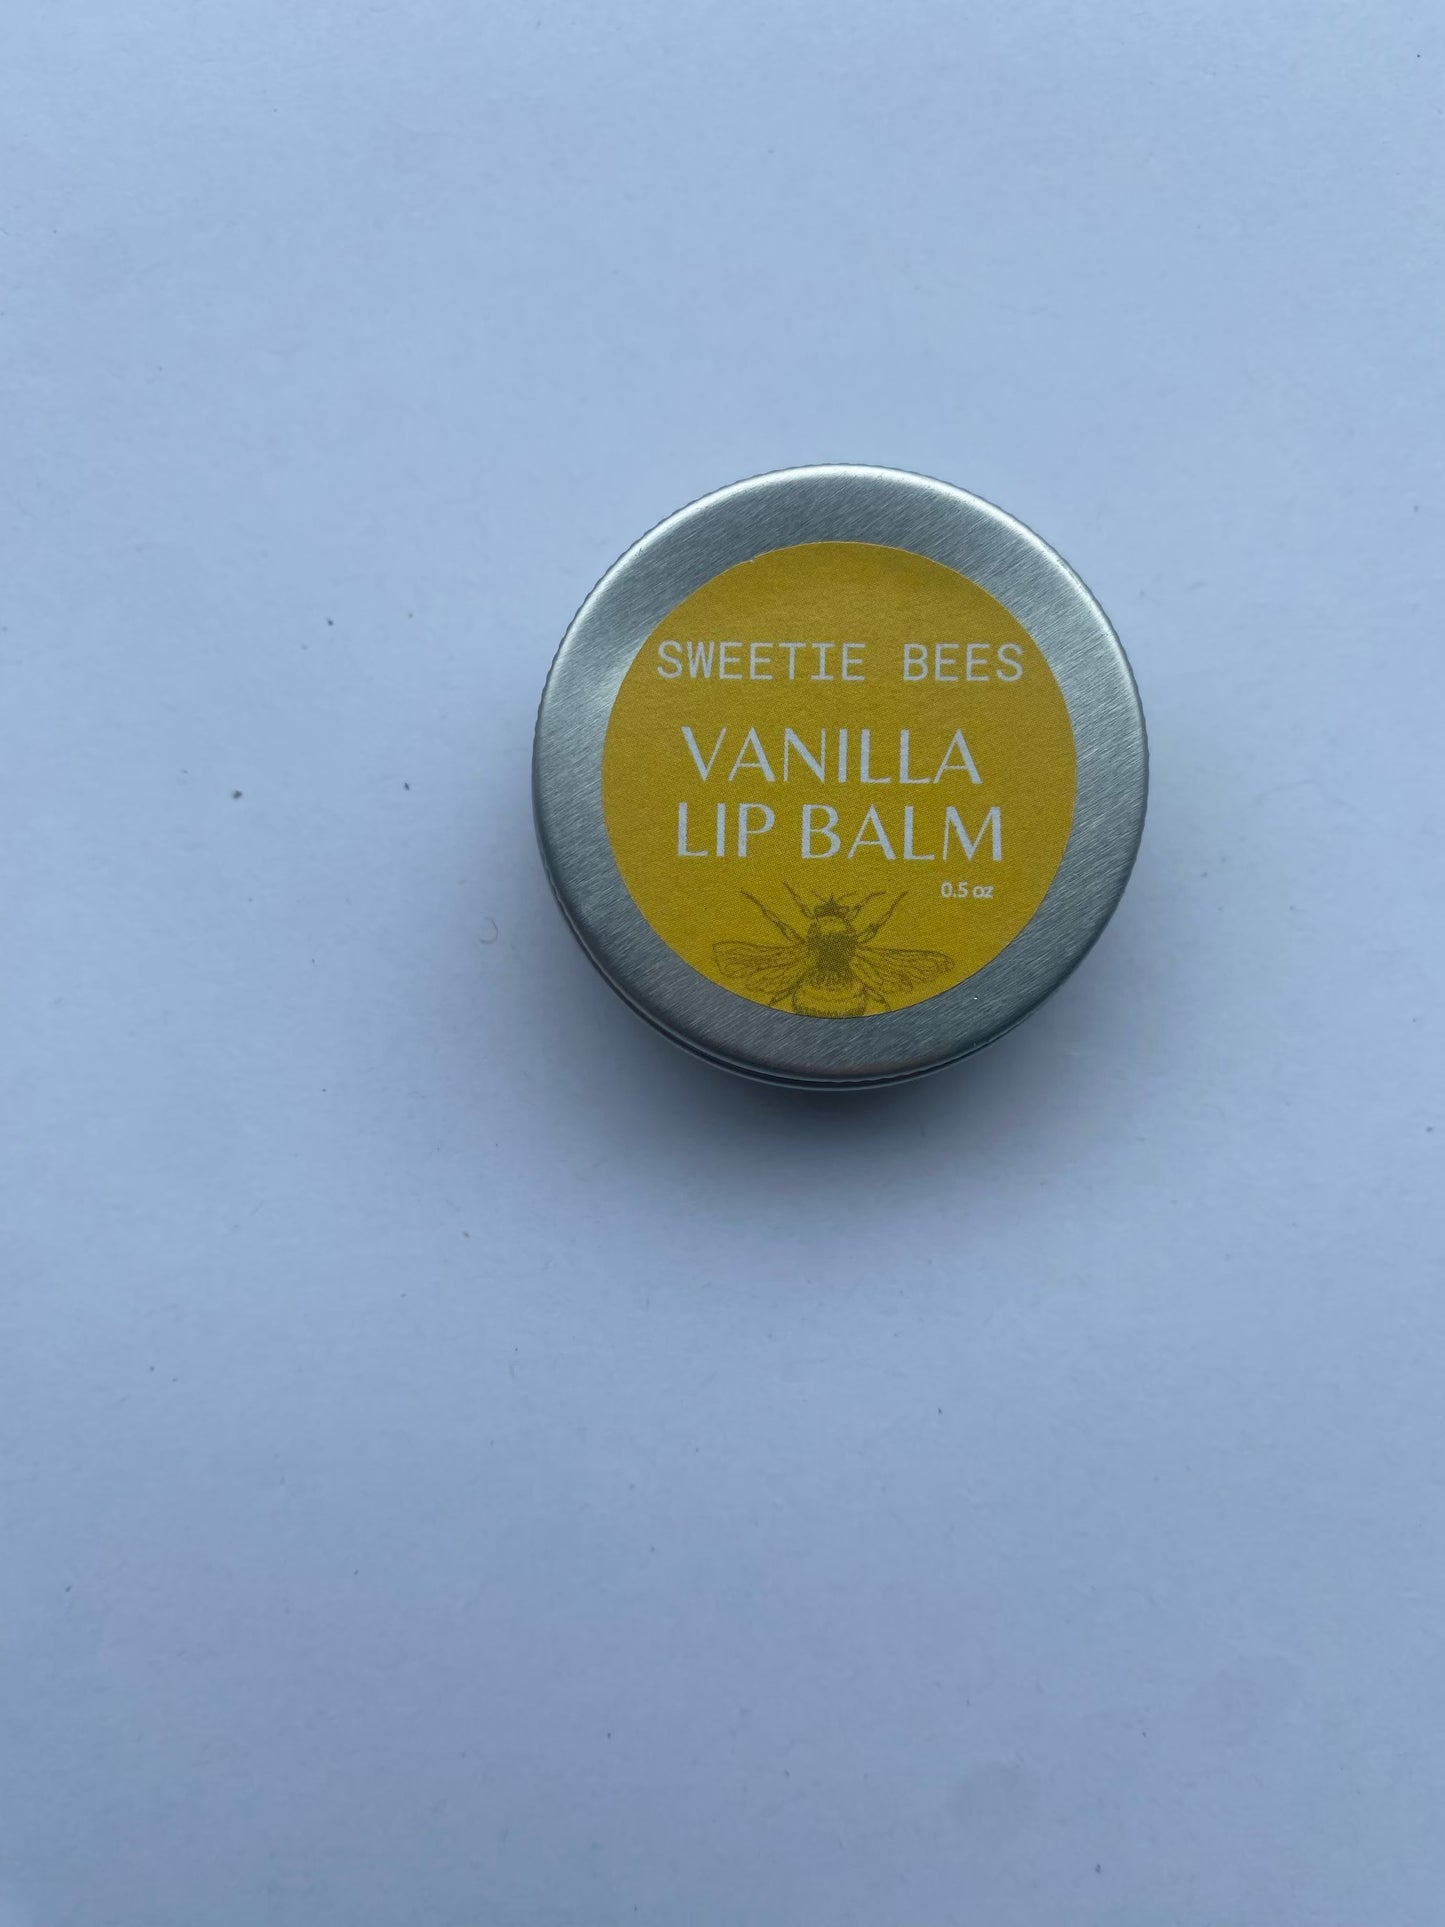 SWEETIE BEES
VANILLA
LIP BALM
0.5 oz